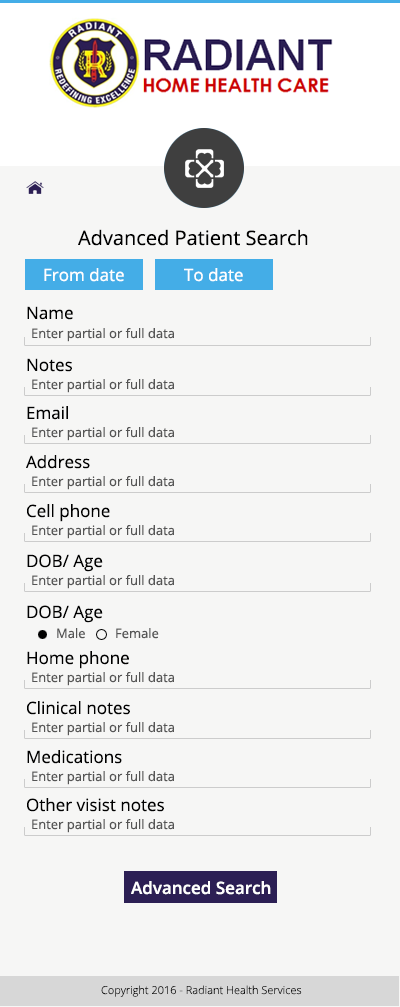 RADIANT
REDEFINING EXCELLENCE
R
RADIANT
HOME HEALTH CARE
Advanced Patient Search
From date
To date
Name
Enter partial or full data
Notes
Enter partial or full data
Email
Enter partial or full data
Address
Enter partial or full data
Cell phone
Enter partial or full data
DOB/ Age
Enter partial or full data
DOB/ Age
Male Female
Home phone
Enter partial or full data
Clinical notes
Enter partial or full data
Medications
Enter partial or full data
Other visist notes
Enter partial or full data
Advanced Search
Copyright 2016 - Radiant Health Services